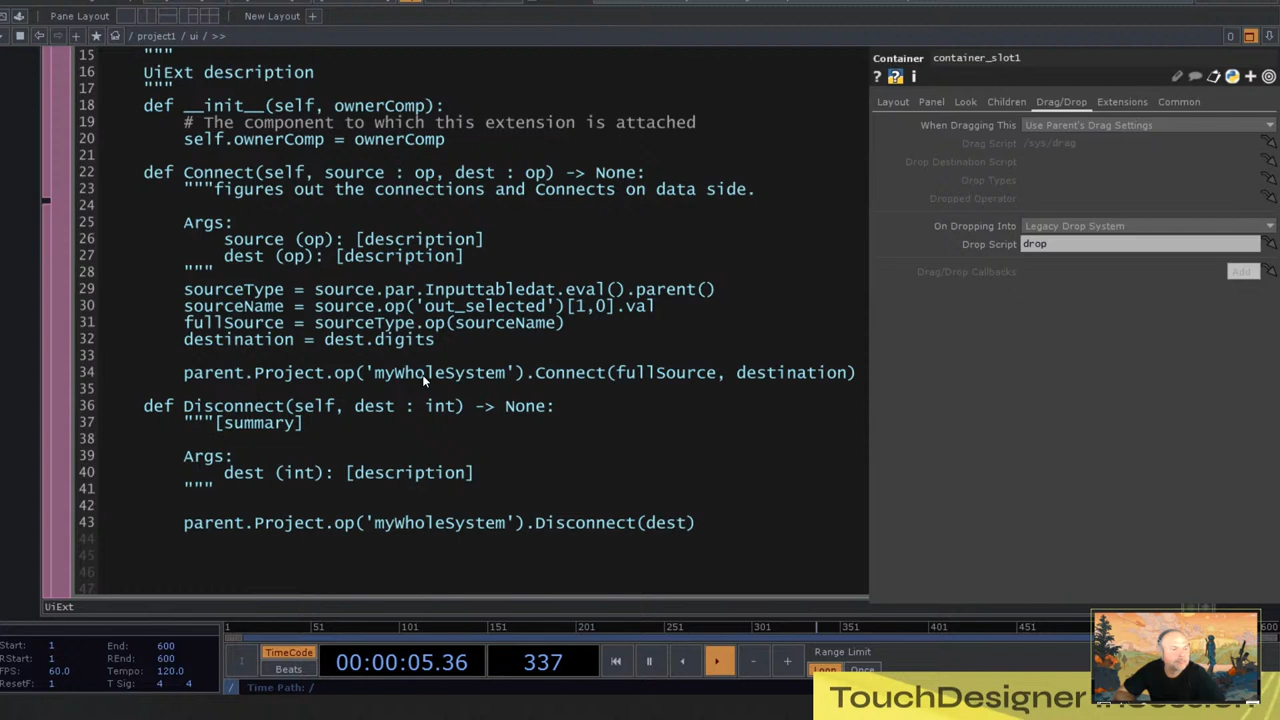 Pane Layout
New Layout
/ project1 / ui / >>
0
15 """
16 UiExt description
17 """
18 def __init__(self, ownerComp):
19 # The component to which this extension is attached
20 self.ownerComp = ownerComp
21
22 def Connect(self, source : op, dest : op) -> None:
23 """figures out the connections and Connects on data side.
24
25 Args:
26 source (op): [description]
27 dest (op): [description]
28 """
29 sourceType = source.par.Inputtabledat.eval().parent()
30 sourceName = source.op('out_selected')[1,0].val
31 fullSource = sourceType.op(sourceName)
32 destination = dest.digits
33
34 parent.Project.op('myWholeSystem').Connect(fullSource, destination)
35
36 def Disconnect(self, dest : int) -> None:
37 """[summary]
38
39 Args:
40 dest (int): [description]
41 """
42
43 parent.Project.op('myWholeSystem').Disconnect(dest)
44
45
46
47
UiExt
Container container_slot1
? ? i
Layout Panel Look Children Drag/Drop Extensions Common
When Dragging This Use Parent's Drag Settings
Drag Script /sys/drag
Drop Destination Script
Drop Types
Dropped Operator
On Dropping Into Legacy Drop System
Drop Script drop
Drag/Drop Callbacks Add
1 51 101 151 201 251 301 351 401 451 600
Start: 1 End: 600
RStart: 1 REnd: 600
FPS: 60.0 Tempo: 120.0
ResetF: 1 T Sig: 4 4
TimeCode
Beats
00:00:05.36
337
Range Limit
Loop Once
/ Time Path: /
TouchDesigner